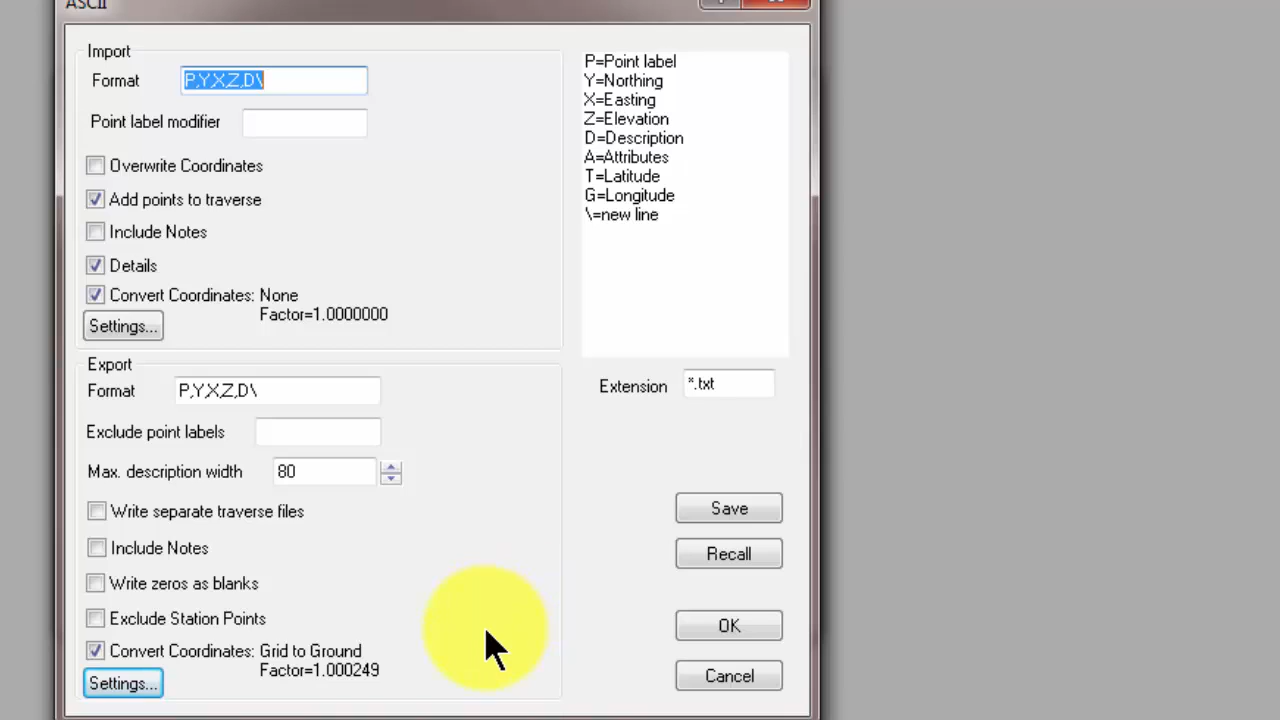 ASCII
Import
Format P,Y,X,Z,D\
Point label modifier
Overwrite Coordinates
Add points to traverse
Include Notes
Details
Convert Coordinates: None
Factor=1.0000000
Settings...
P=Point label
Y=Northing
X=Easting
Z=Elevation
D=Description
A=Attributes
T=Latitude
G=Longitude
\=new line
Export
Format P,Y,X,Z,D\
Extension *.txt
Exclude point labels
Max. description width 80
Write separate traverse files
Include Notes
Write zeros as blanks
Exclude Station Points
Convert Coordinates: Grid to Ground
Factor=1.000249
Settings...
Save
Recall
OK
Cancel